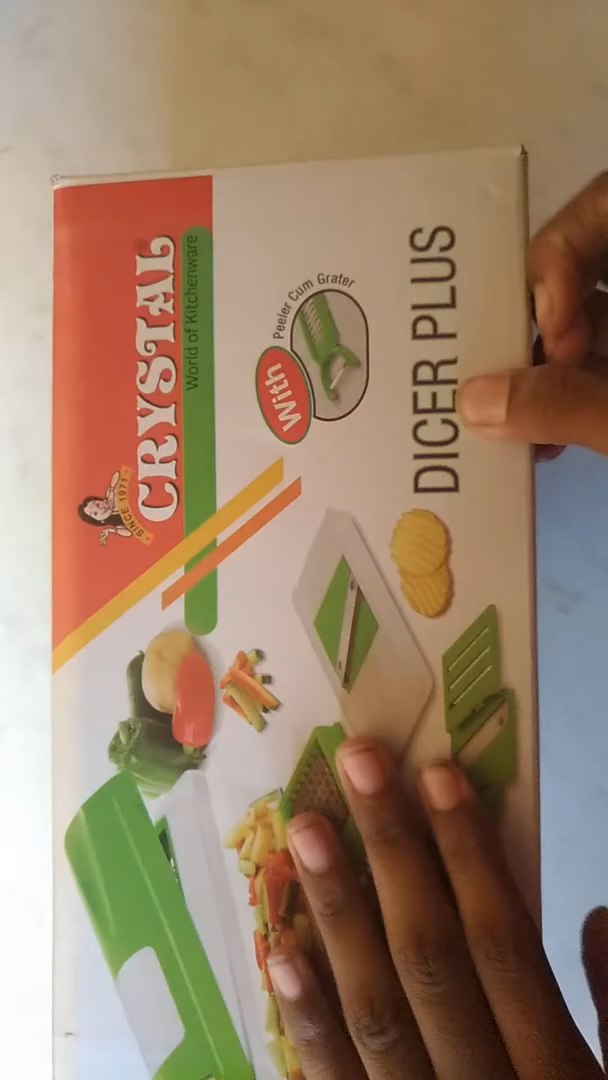 SINCE 1971
CRYSTAL
World of Kitchenware
With
Peeler Cum Grater
DICER PLUS